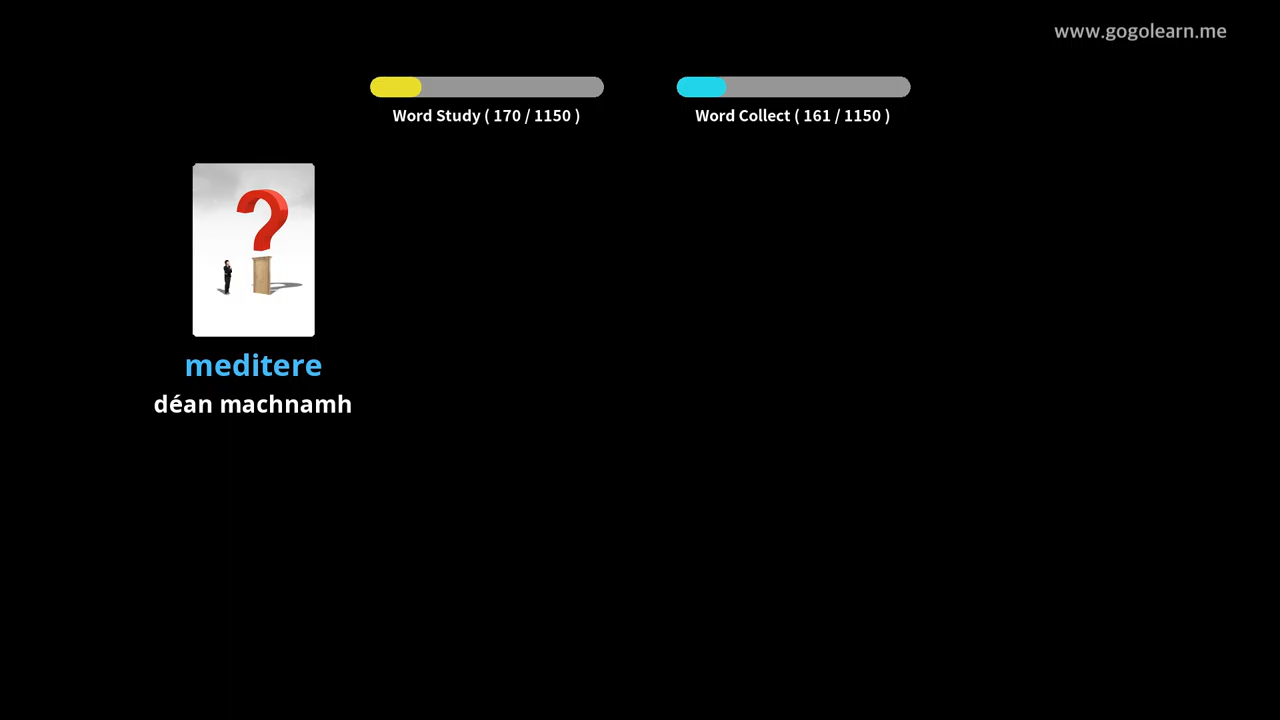 www.gogolearn.me
Word Study ( 170 / 1150 )
Word Collect ( 161 / 1150 )
meditere
déan machnamh